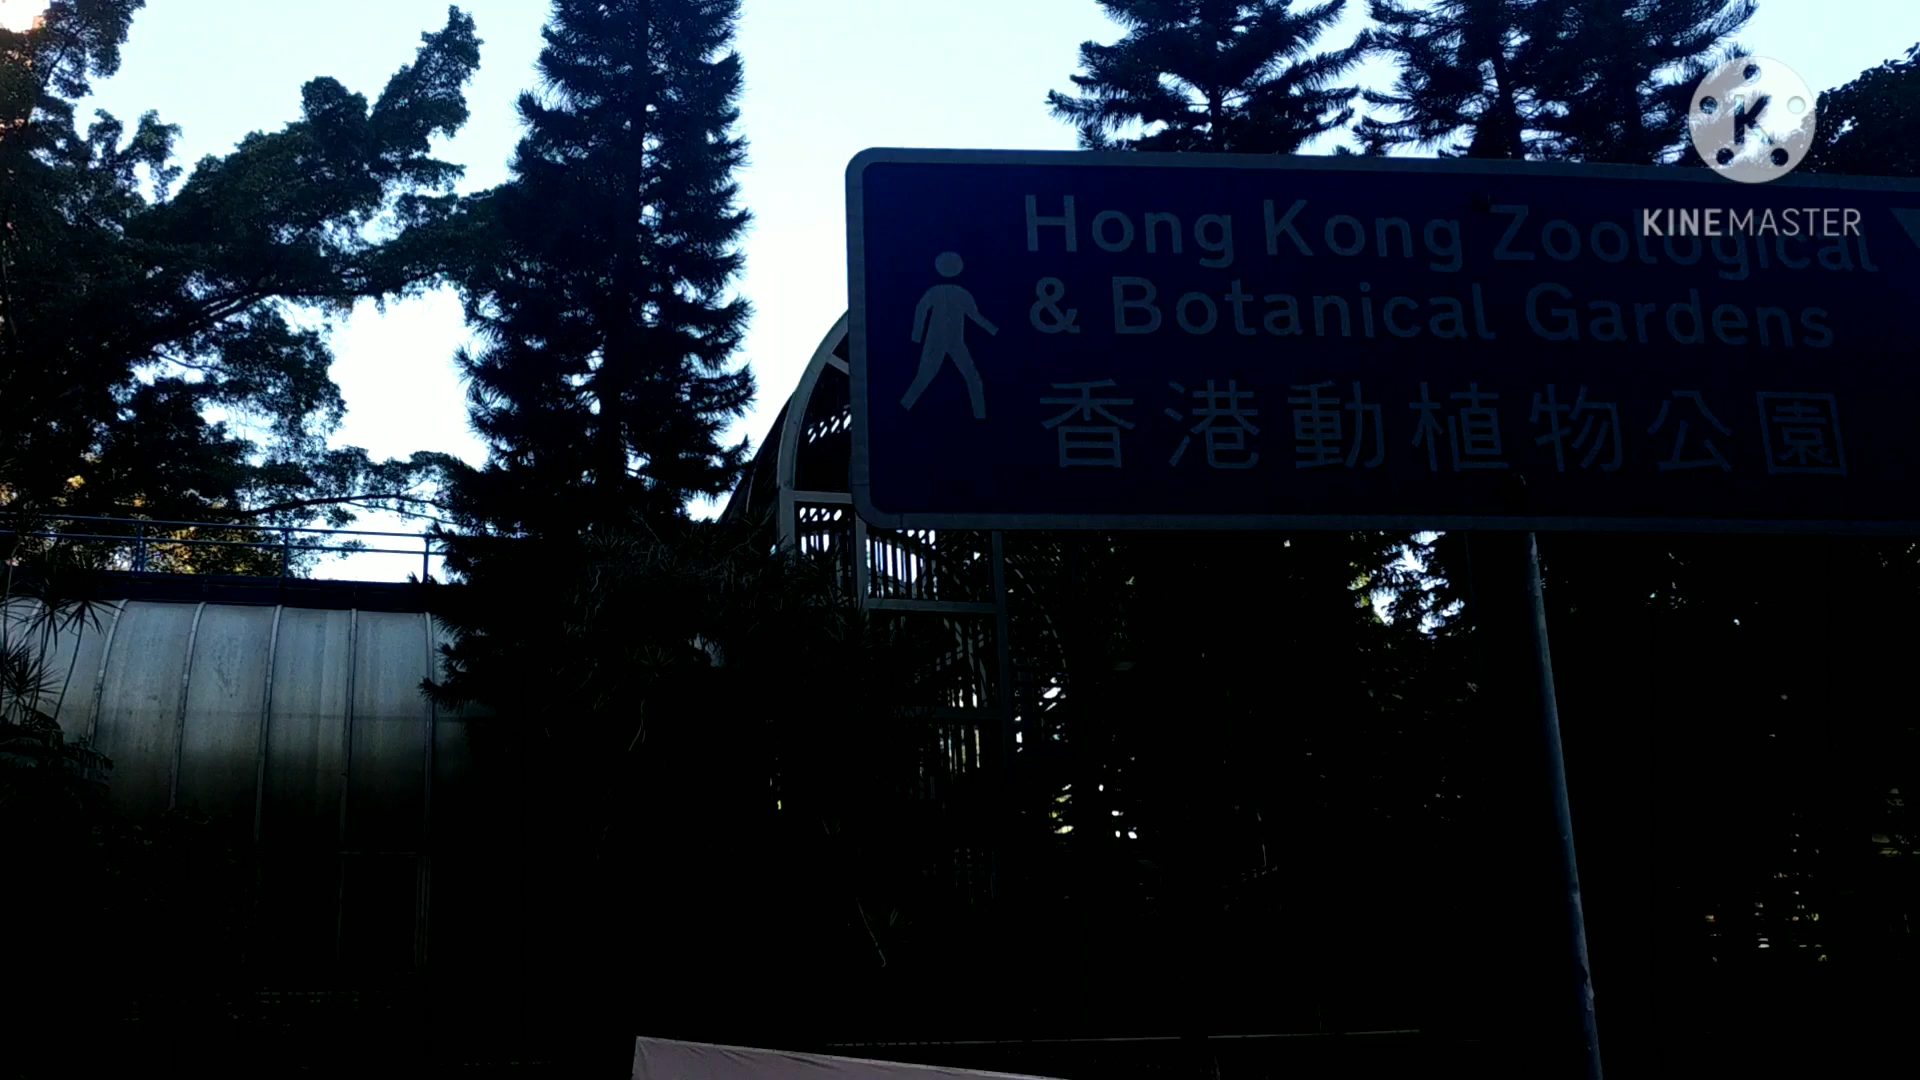 Hong Kong Zoological
& Botanical Gardens
香港動植物公園
K
KINEMASTER